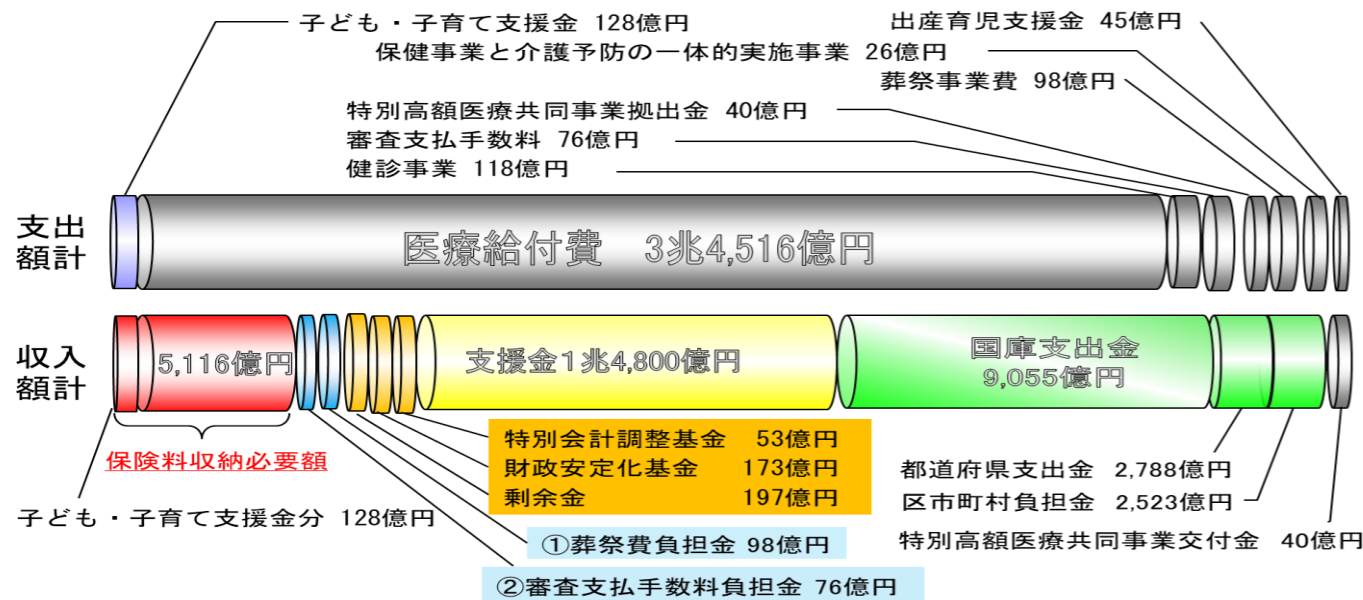 子ども・子育て支援金 128億円
出産育児支援金 45億円
保健事業と介護予防の一体的実施事業 26億円
葬祭事業費 98億円
特別高額医療共同事業拠出金 40億円
審査支払手数料 76億円
健診事業 118億円
支出
額計
医療給付費 3兆4,516億円
収入
額計
5,116億円
支援金1兆4,800億円
国庫支出金
9,055億円
保険料収納必要額
子ども・子育て支援金分 128億円
特別会計調整基金 53億円
財政安定化基金 173億円
剰余金 197億円
①葬祭費負担金 98億円
②審査支払手数料負担金 76億円
都道府県支出金 2,788億円
区市町村負担金 2,523億円
特別高額医療共同事業交付金 40億円